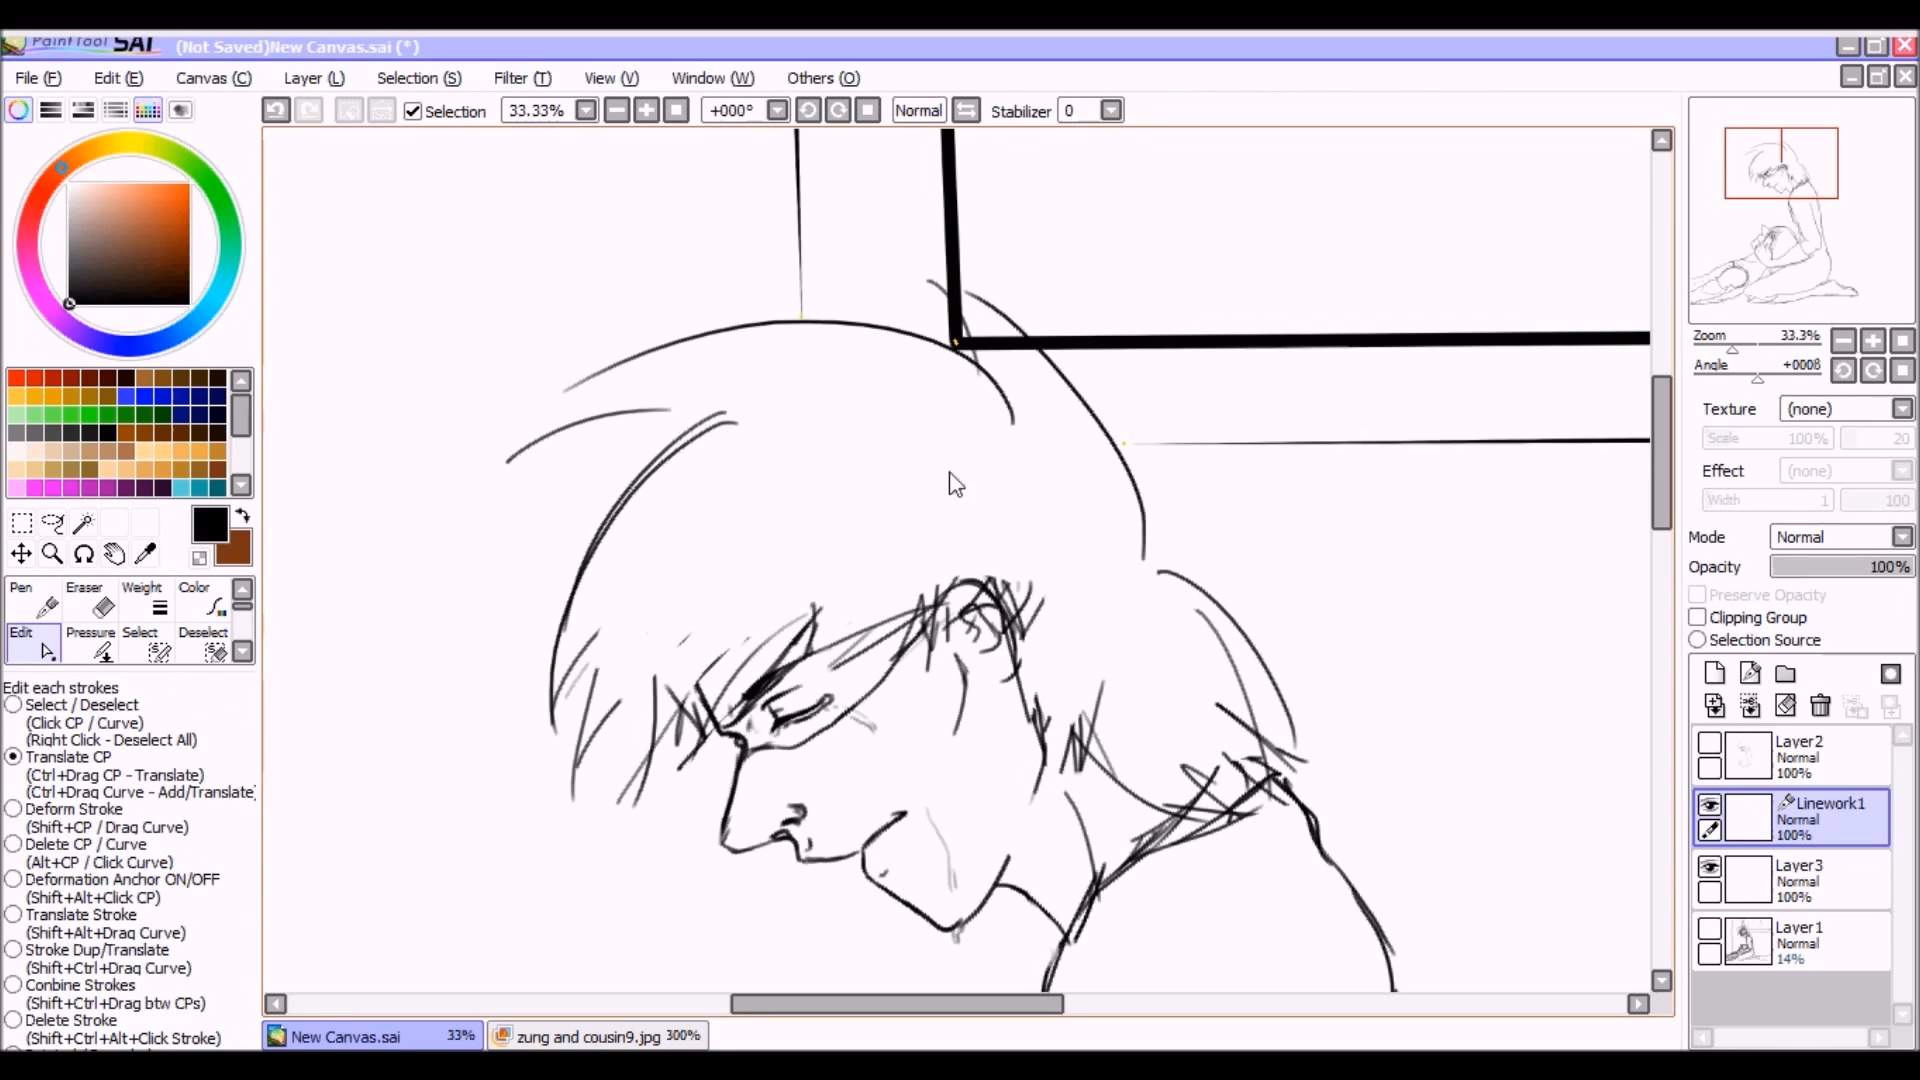 PaintTool SAI (Not Saved)New Canvas.sai (*)
File (F) Edit (E) Canvas (C) Layer (L) Selection (S) Filter (T) View (V) Window (W) Others (O)
Selection 33.33% +000° Normal Stabilizer 0
Zoom 33.3%
Angle +000ß
Texture (none)
Scale 100% 20
Effect (none)
Width 1 100
Mode Normal
Opacity 100%
Preserve Opacity
Clipping Group
Selection Source
Pen Eraser Weight Color
Edit Pressure Select Deselect
Edit each strokes
Select / Deselect
(Click CP / Curve)
(Right Click - Deselect All)
Translate CP
(Ctrl+Drag CP - Translate)
(Ctrl+Drag Curve - Add/Translate
Deform Stroke
(Shift+CP / Drag Curve)
Delete CP / Curve
(Alt+CP / Click Curve)
Deformation Anchor ON/OFF
(Shift+Alt+Click CP)
Translate Stroke
(Shift+Alt+Drag Curve)
Stroke Dup/Translate
(Shift+Ctrl+Drag Curve)
Conbine Strokes
(Shift+Ctrl+Drag btw CPs)
Delete Stroke
(Shift+Ctrl+Alt+Click Stroke)
Layer2
Normal
100%
Linework1
Normal
100%
Layer3
Normal
100%
Layer1
Normal
14%
New Canvas.sai 33% zung and cousin9.jpg 300%